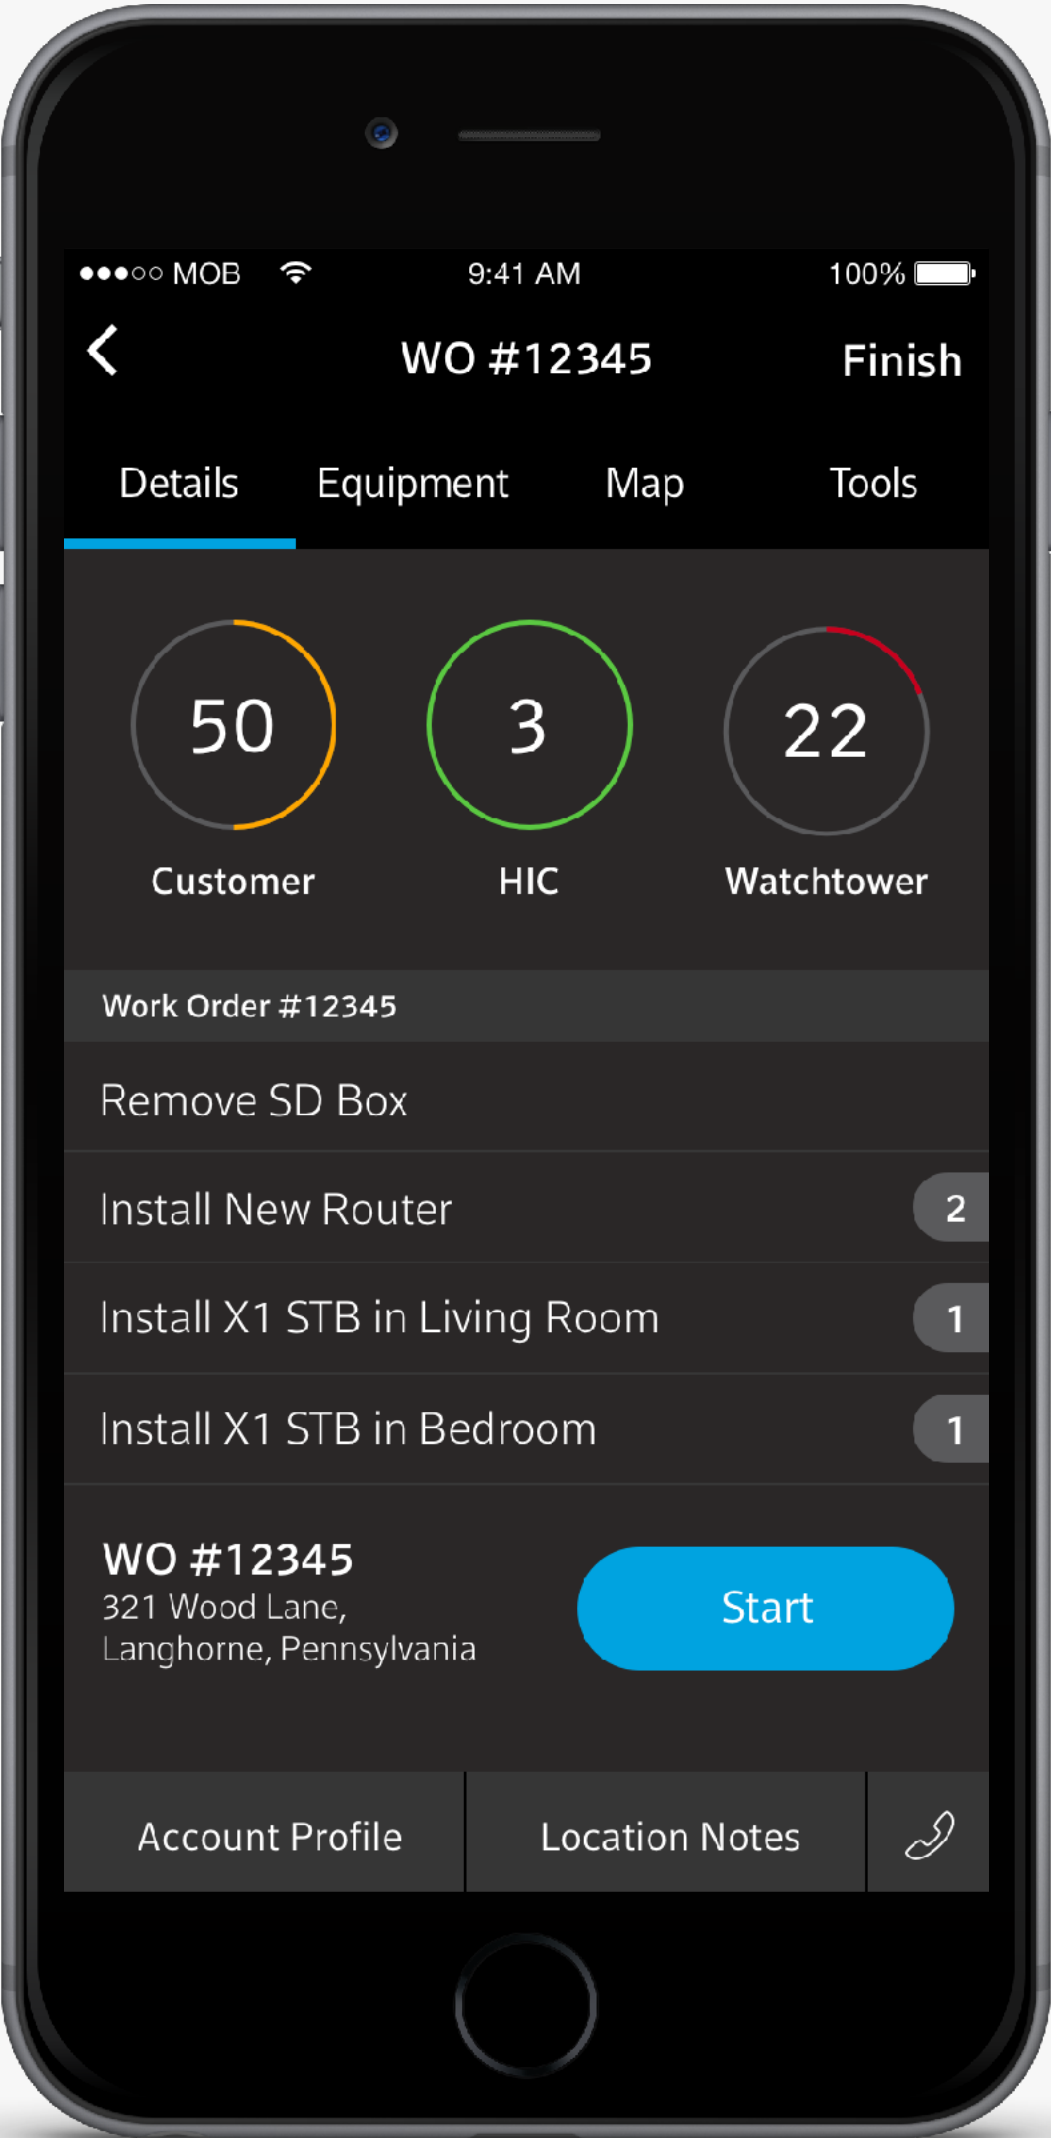 MOB 9:41 AM 100%
WO #12345 Finish
Details Equipment Map Tools
50 3 22
Customer HIC Watchtower
Work Order #12345
Remove SD Box
Install New Router 2
Install X1 STB in Living Room 1
Install X1 STB in Bedroom 1
WO #12345
321 Wood Lane,
Langhorne, Pennsylvania
Start
Account Profile Location Notes